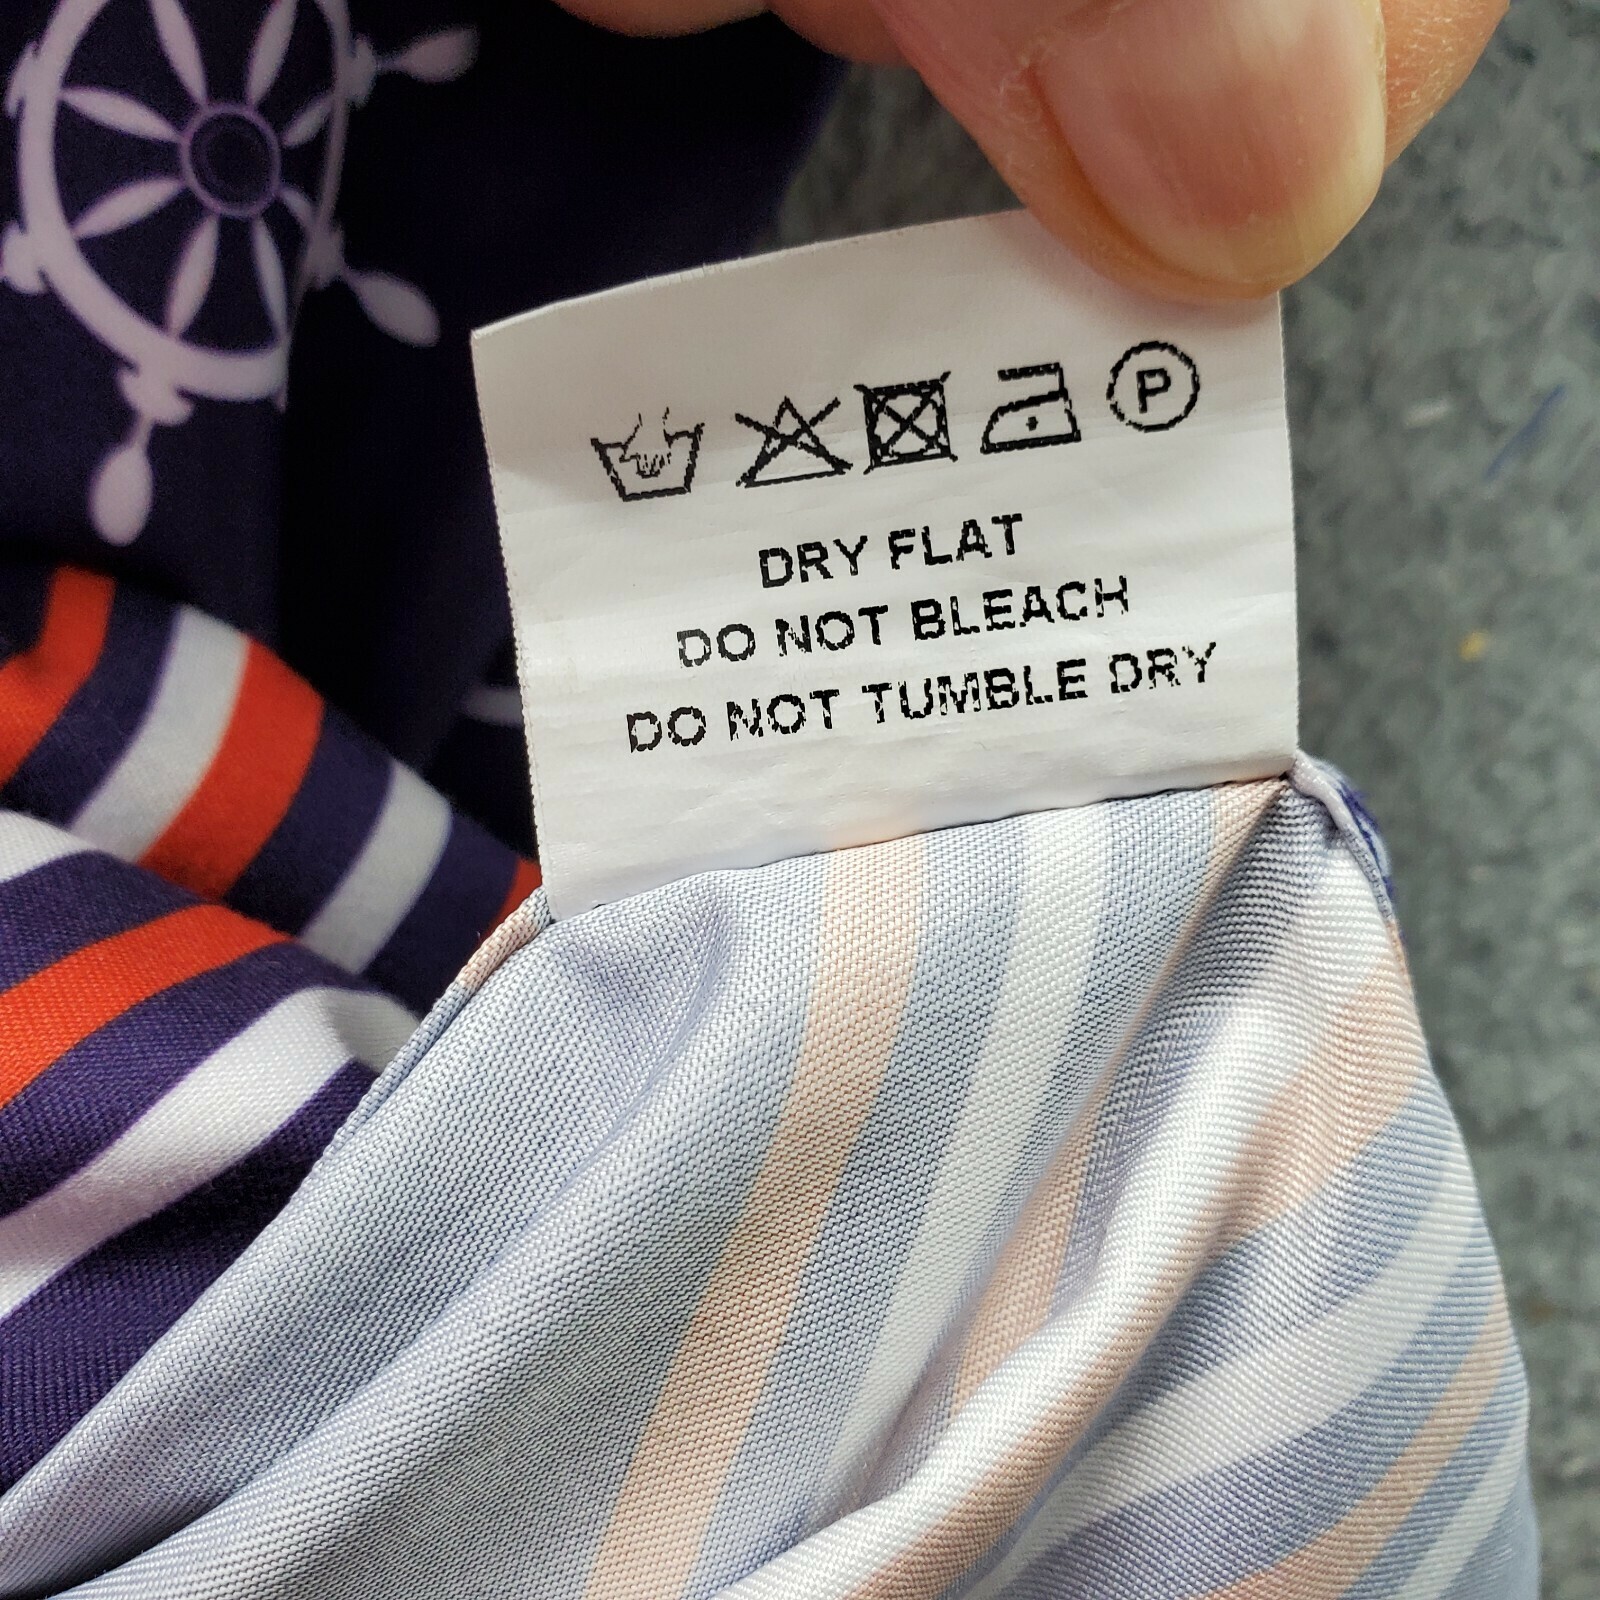 P
DRY FLAT
DO NOT BLEACH
DO NOT TUMBLE DRY